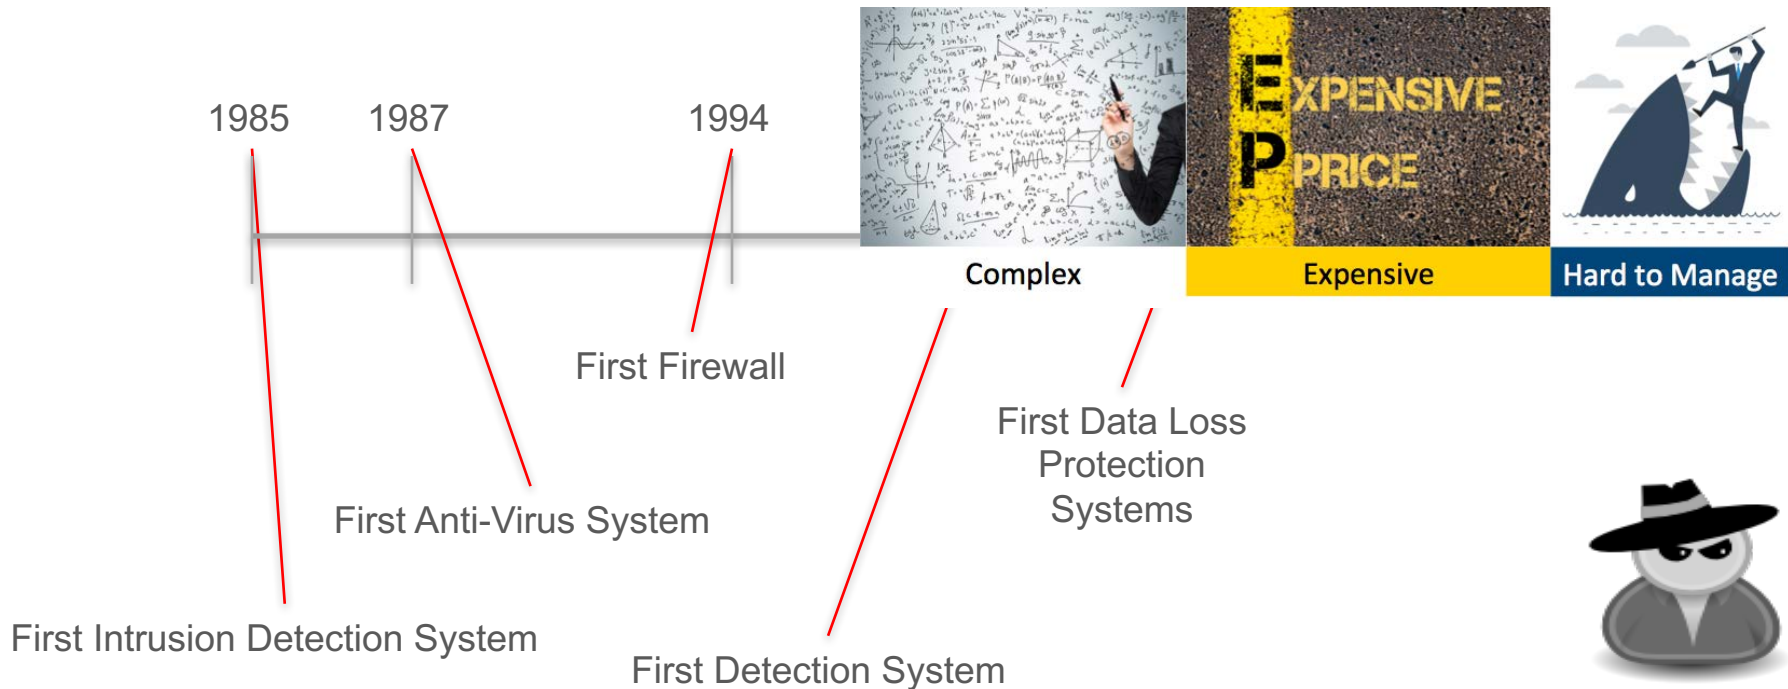 1985
1987
1994
EXPENSIVE
PPRICE
Complex
Expensive
Hard to Manage
First Firewall
First Data Loss
Protection
Systems
First Anti-Virus System
First Intrusion Detection System
First Detection System